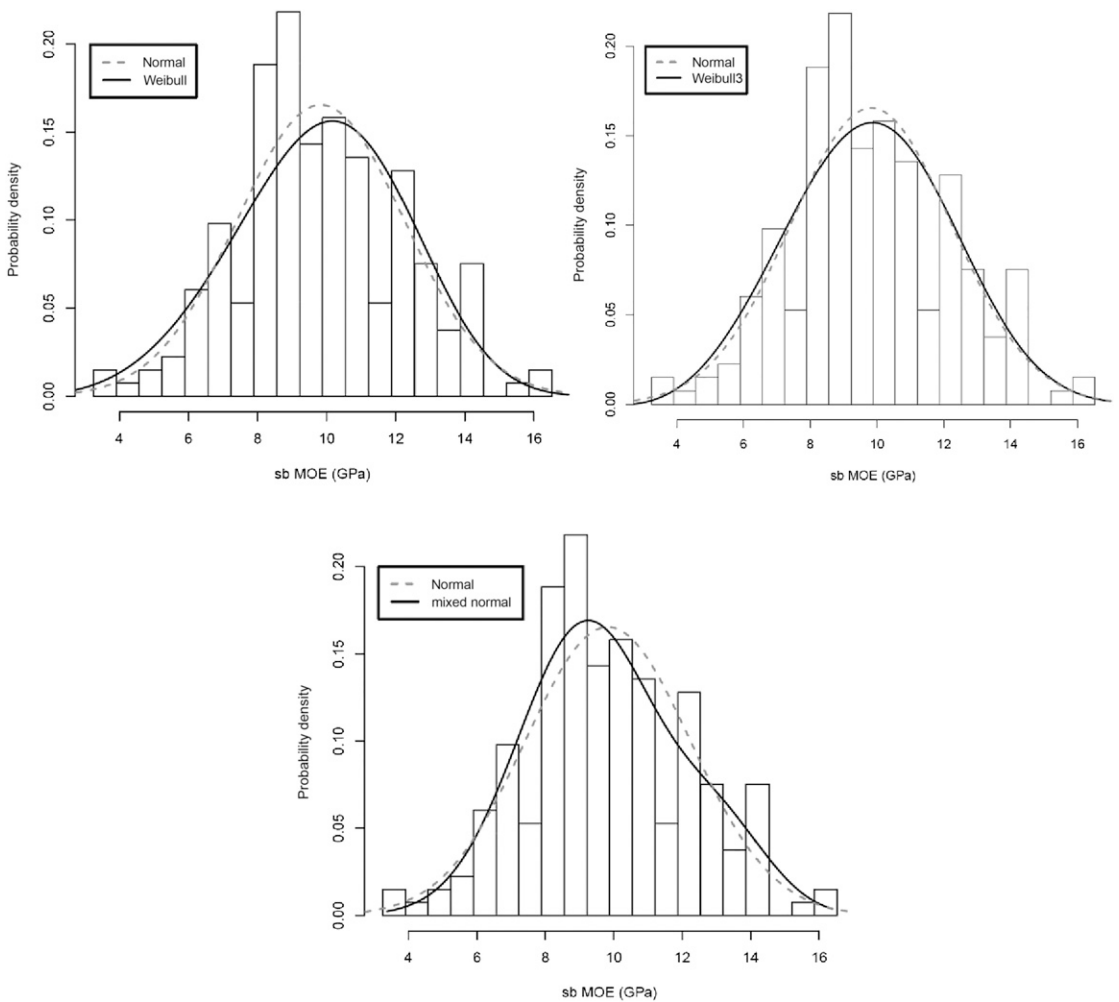 Normal
Weibull
Probability density
0.00
0.05
0.10
0.15
0.20
4 6 8 10 12 14 16
sb MOE (GPa)
Normal
Weibull3
Probability density
0.00
0.05
0.10
0.15
0.20
4 6 8 10 12 14 16
sb MOE (GPa)
Normal
mixed normal
Probability density
0.00
0.05
0.10
0.15
0.20
4 6 8 10 12 14 16
sb MOE (GPa)